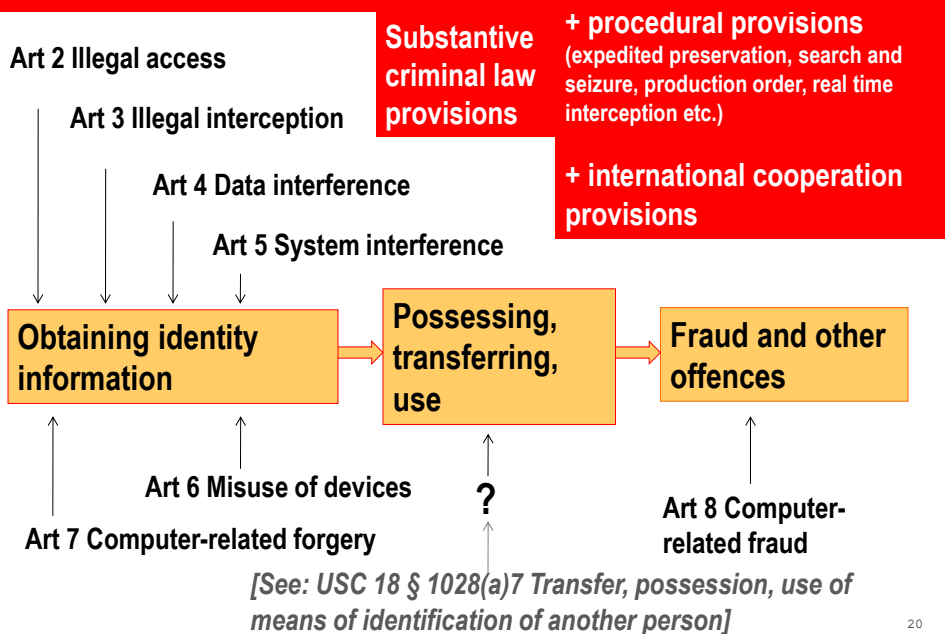 Art 2 Illegal access
Substantive
criminal law
provisions
+ procedural provisions
(expedited preservation, search and
seizure, production order, real time
interception etc.)
+ international cooperation
provisions
Art 3 Illegal interception
Art 4 Data interference
Art 5 System interference
Obtaining identity
information
Possessing,
transferring,
use
Fraud and other
offences
Art 6 Misuse of devices
Art 7 Computer-related forgery
?
Art 8 Computer-
related fraud
[See: USC 18 § 1028(a)7 Transfer, possession, use of
means of identification of another person]
20